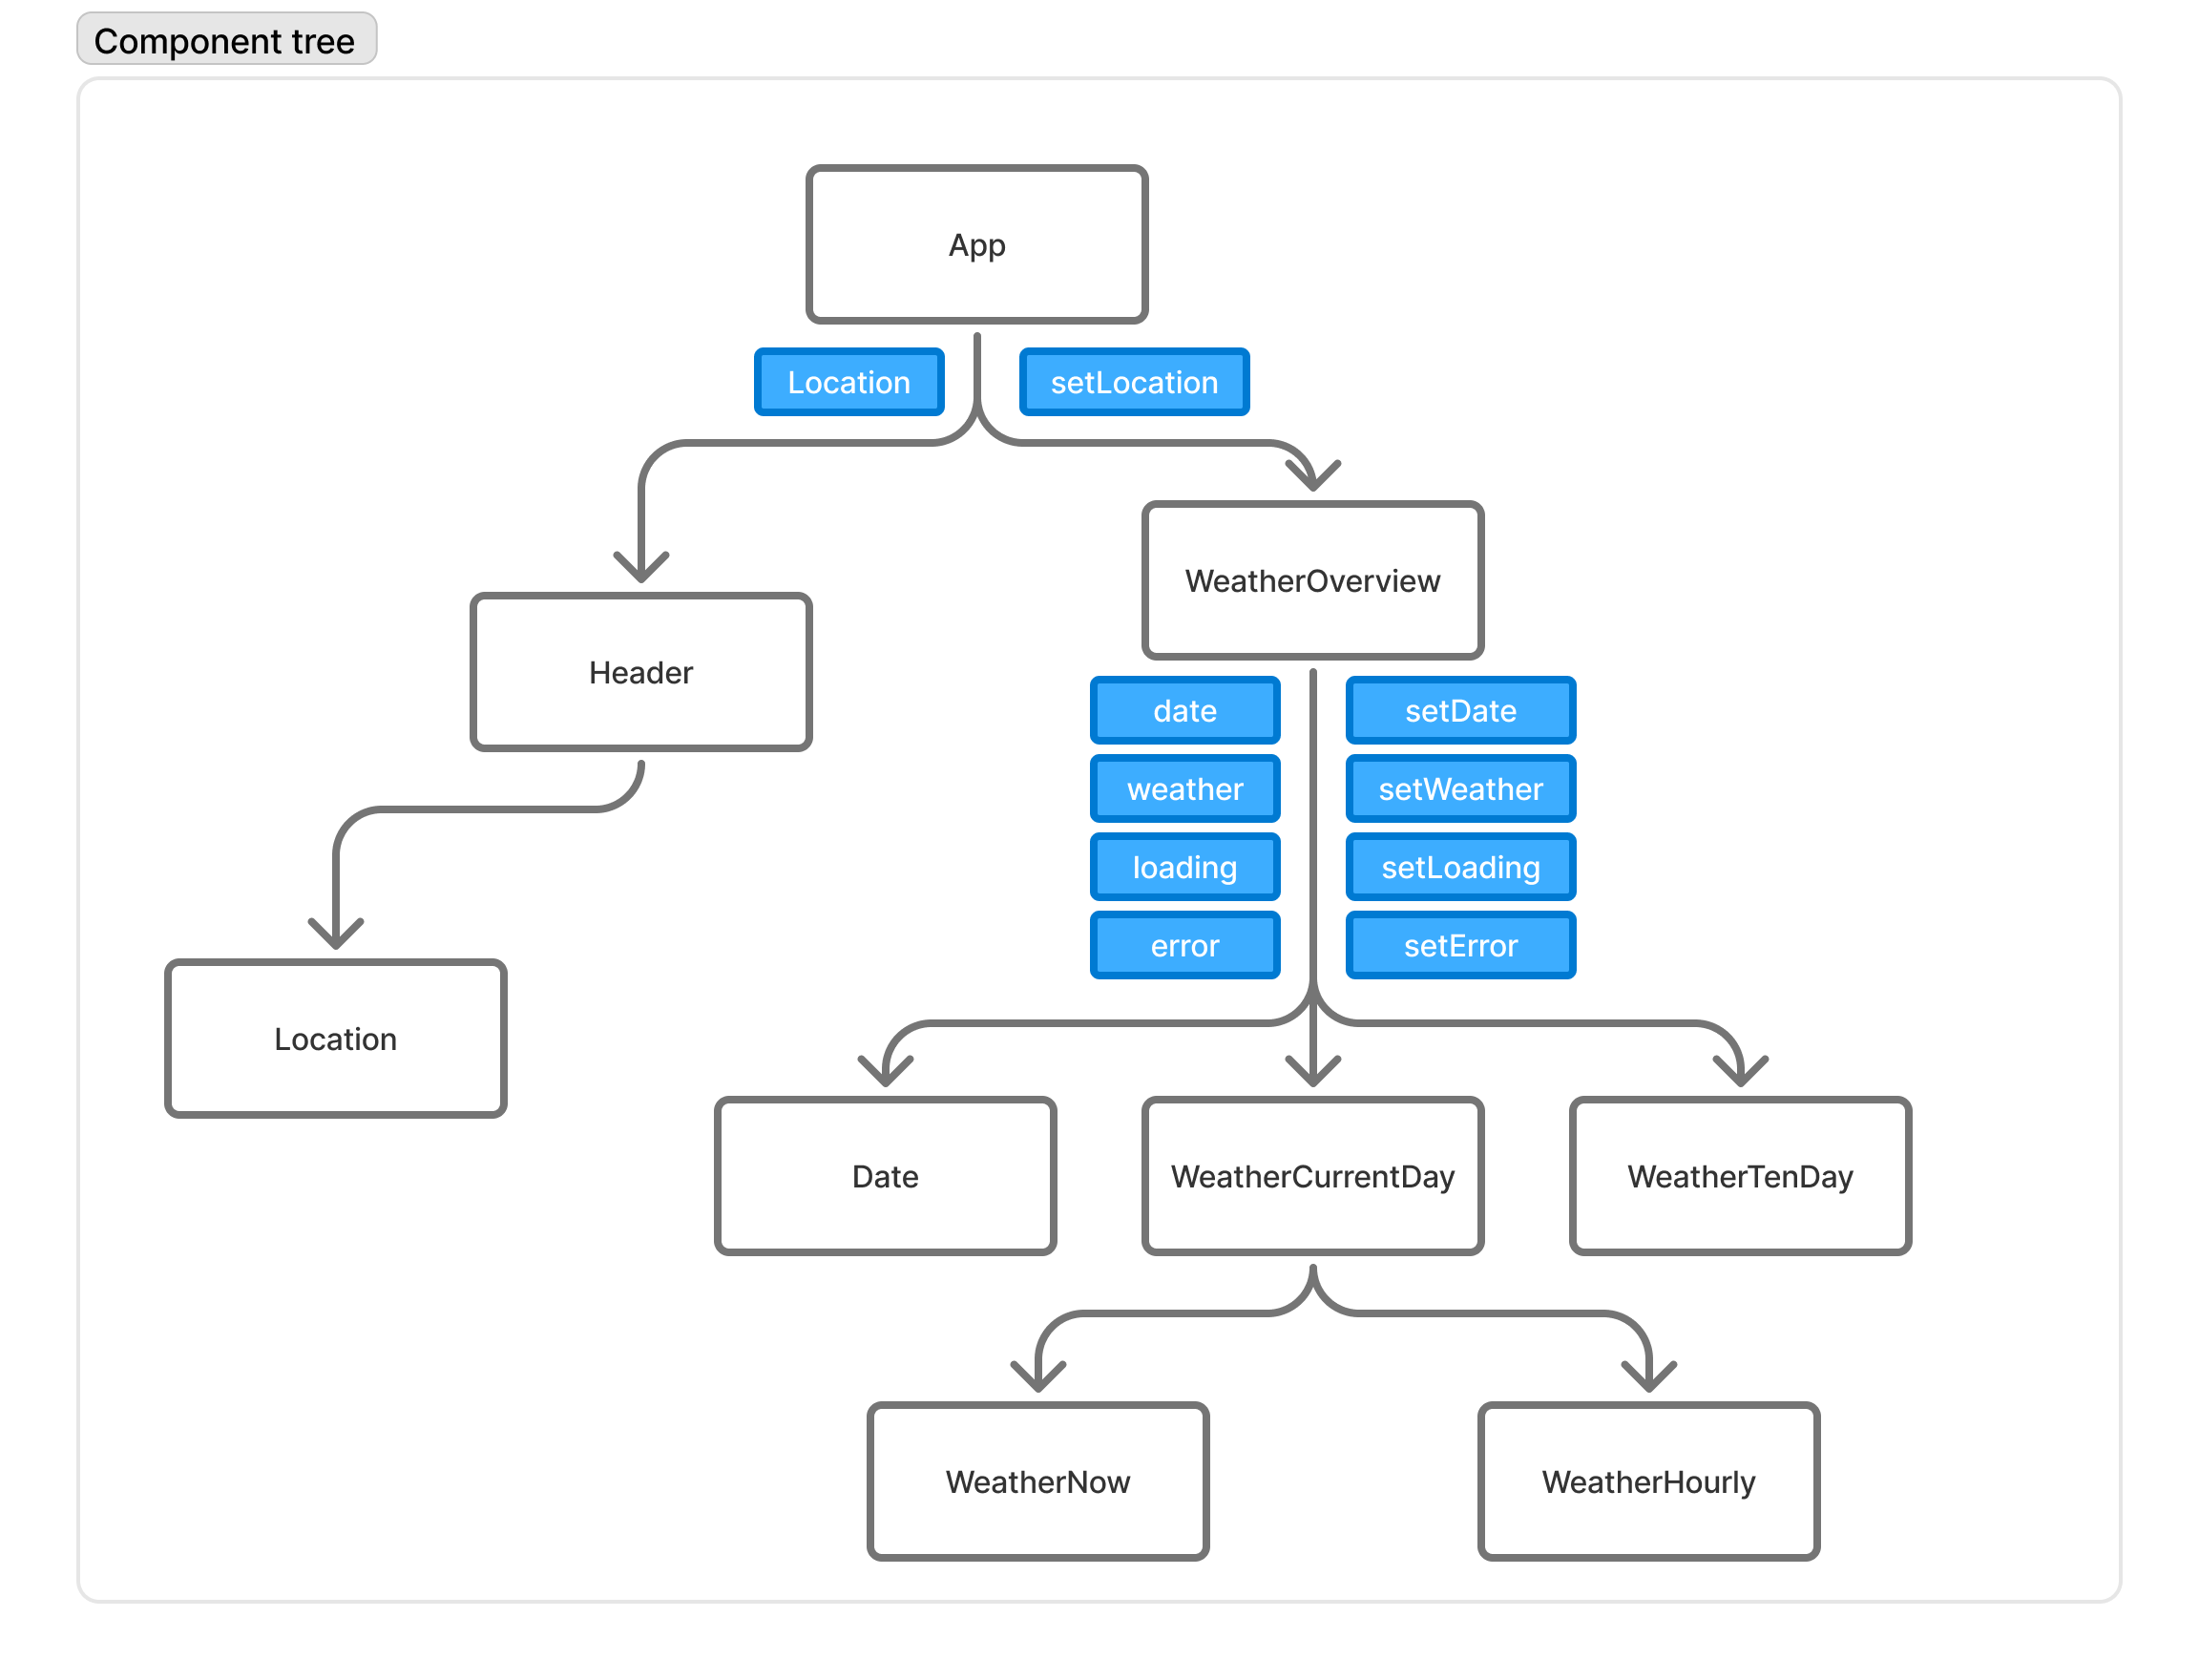 Component tree
App
Location
setLocation
WeatherOverview
Header
date
setDate
weather
setWeather
loading
setLoading
error
setError
Location
Date
WeatherCurrentDay
WeatherTenDay
WeatherNow
WeatherHourly